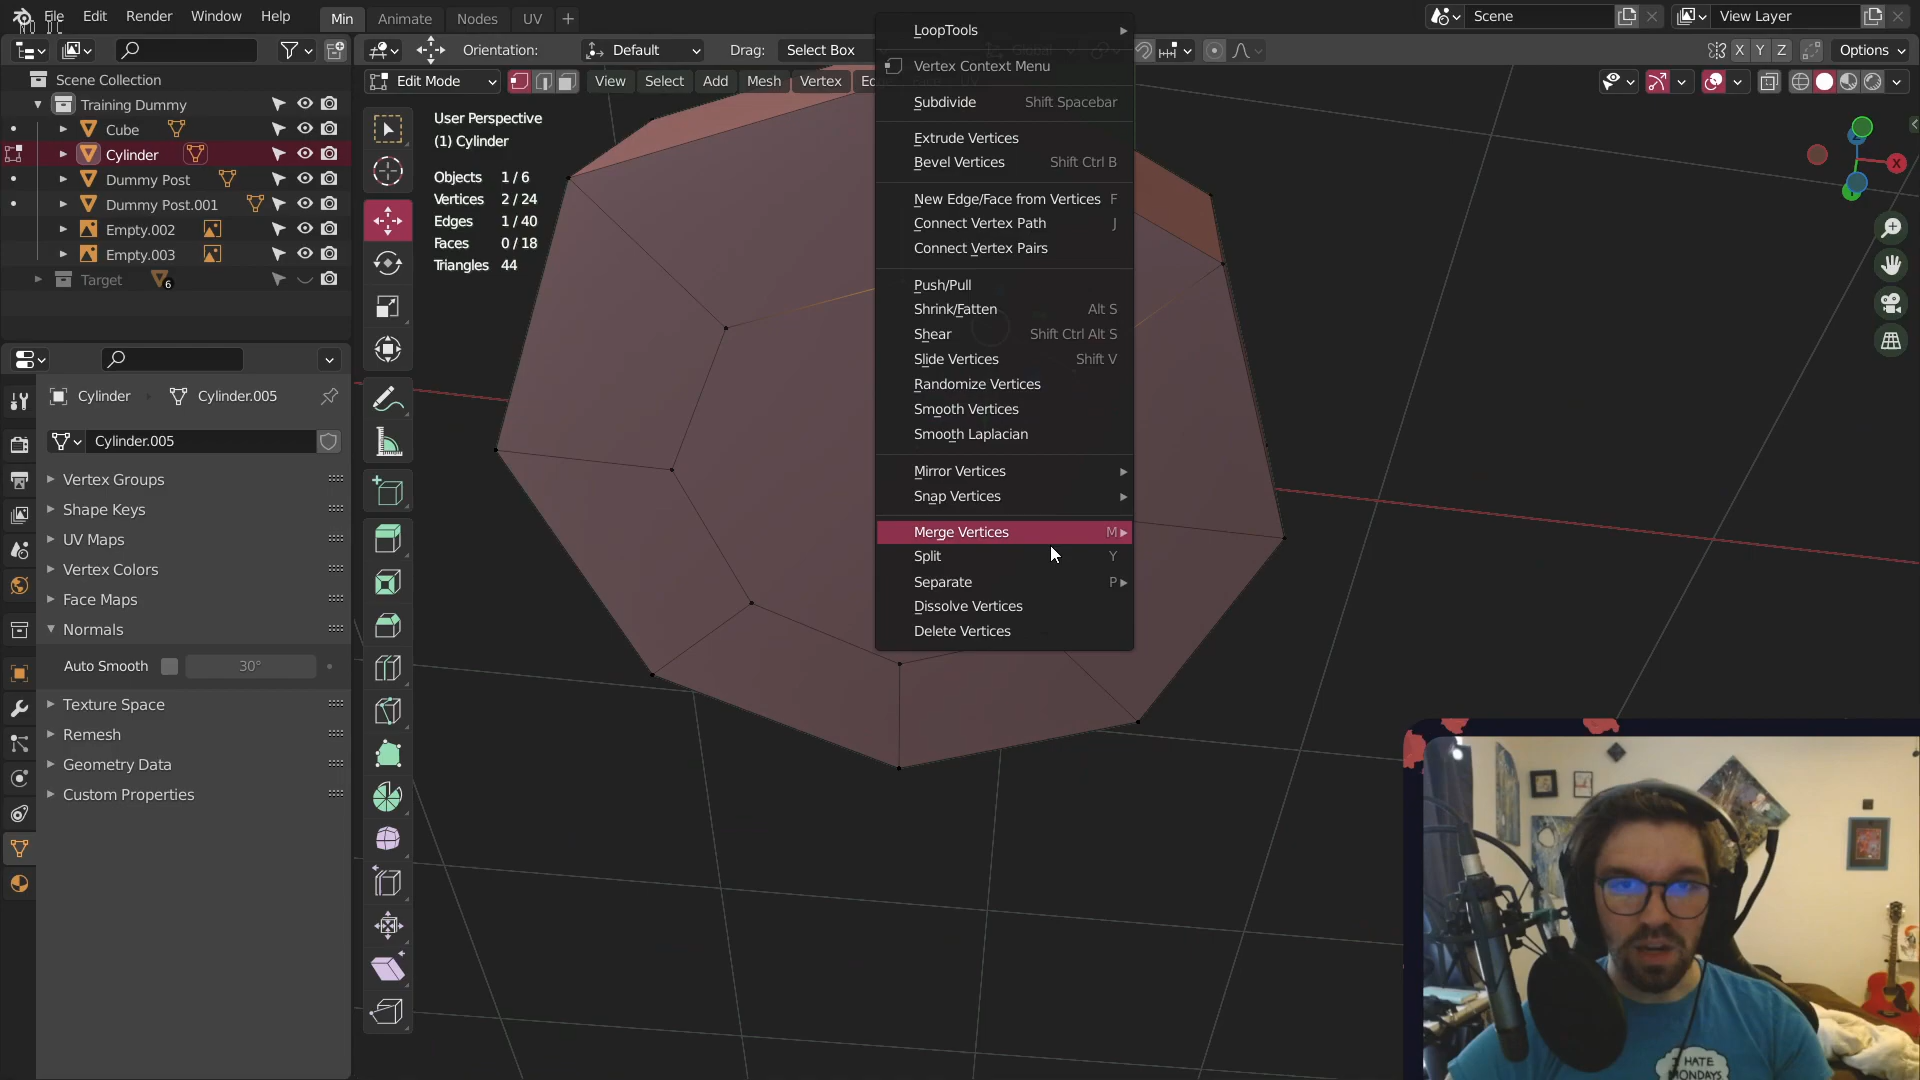 File Edit Render Window Help Min Animate Nodes UV Scene View Layer
Orientation: Default Drag: Select Box Global X Y Z Options
Edit Mode View Select Add Mesh Vertex
Scene Collection
Training Dummy
Cube
Cylinder
Dummy Post
Dummy Post.001
Empty.002
Empty.003
Target 6
User Perspective
(1) Cylinder
Objects 1 / 6
Vertices 2 / 24
Edges 1 / 40
Faces 0 / 18
Triangles 44
LoopTools
Vertex Context Menu
Subdivide Shift Spacebar
Extrude Vertices
Bevel Vertices Shift Ctrl B
New Edge/Face from Vertices F
Connect Vertex Path J
Connect Vertex Pairs
Push/Pull
Shrink/Fatten Alt S
Shear Shift Ctrl Alt S
Slide Vertices Shift V
Randomize Vertices
Smooth Vertices
Smooth Laplacian
Mirror Vertices
Snap Vertices
Merge Vertices M
Split Y
Separate P
Dissolve Vertices
Delete Vertices
X
Cylinder Cylinder.005
Cylinder.005
Vertex Groups
Shape Keys
UV Maps
Vertex Colors
Face Maps
Normals
Auto Smooth 30°
Texture Space
Remesh
Geometry Data
Custom Properties
I HATE
MONDAYS